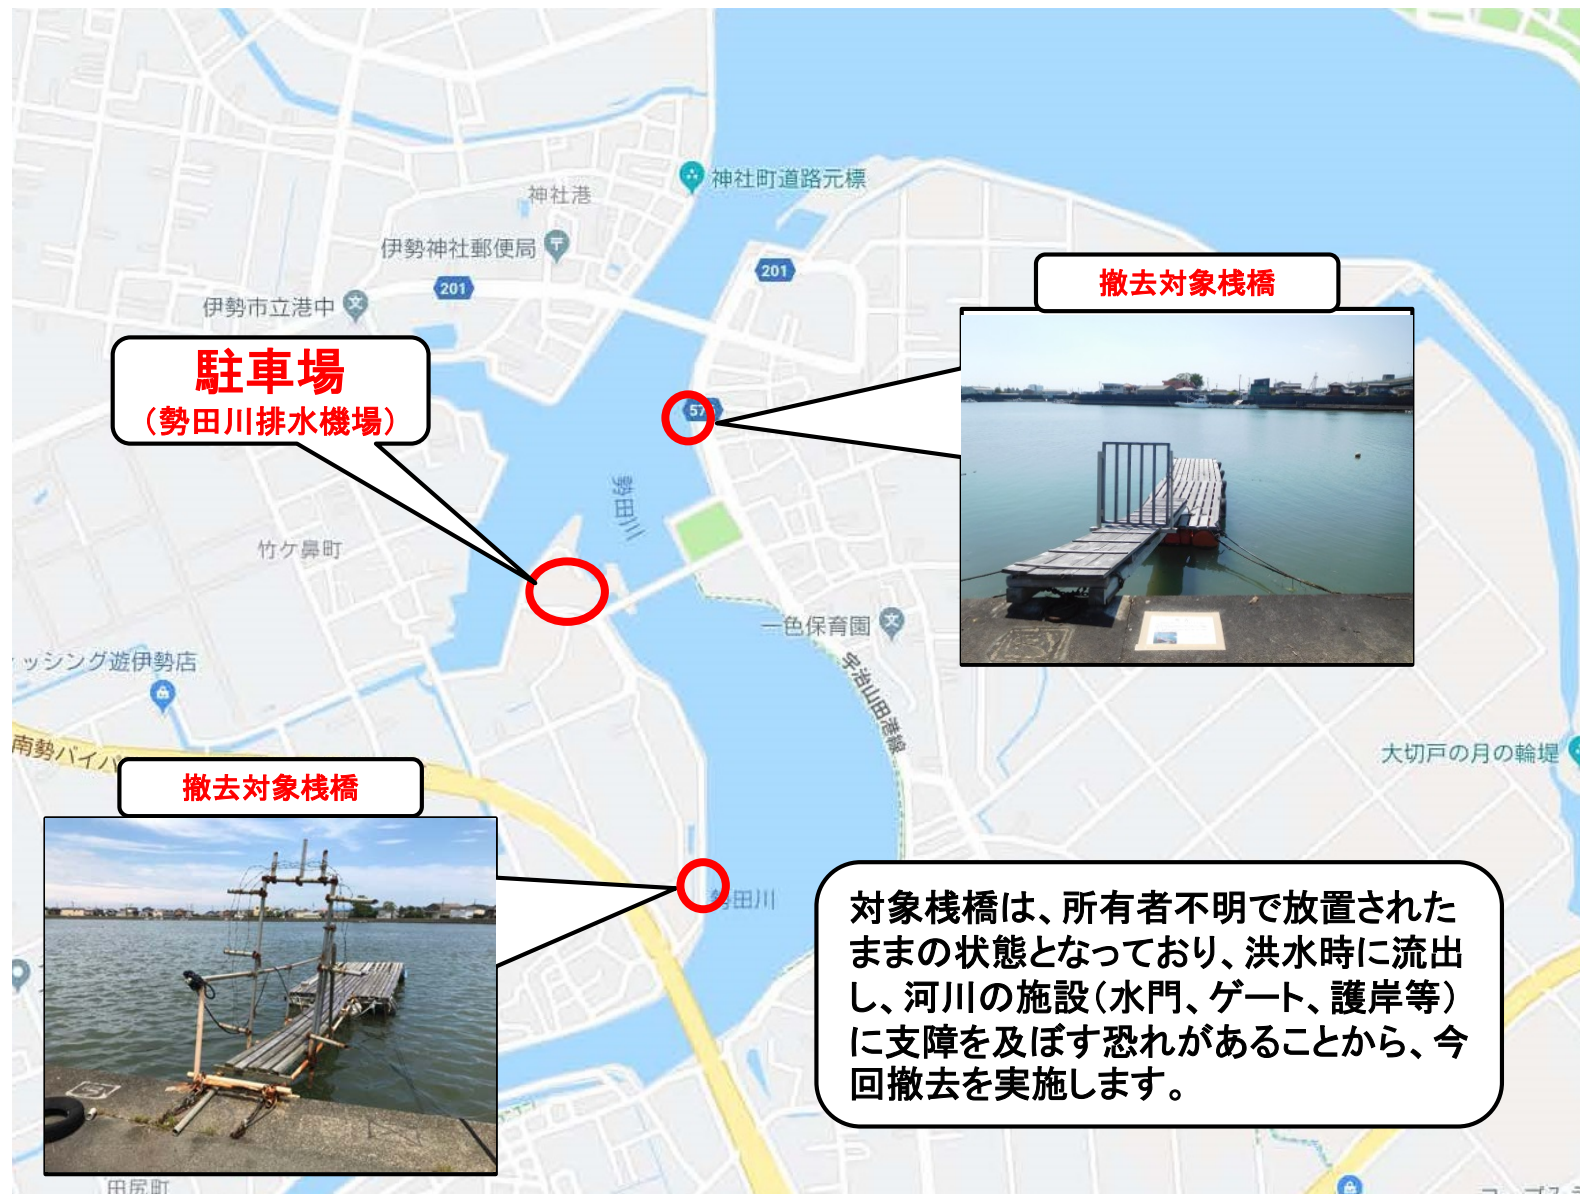 神社町道路元標
神社港
伊勢神社郵便局
201
201
伊勢市立港中
撤去対象桟橋
駐車場
（勢田川排水機場）
勢田川
竹ケ鼻町
一色保育園
ッシング遊伊勢店
宇治山田港線
南勢バイパ
大切戸の月の輪堤
撤去対象桟橋
勢田川
対象桟橋は、所有者不明で放置された
ままの状態となっており、洪水時に流出
し、河川の施設（水門、ゲート、護岸等）
に支障を及ぼす恐れがあることから、今
回撤去を実施します。
田尻町